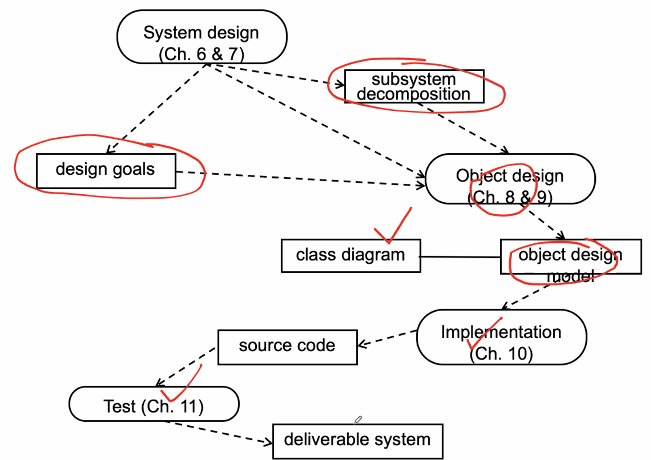 System design
(Ch. 6 & 7)
subsystem
decomposition
design goals
Object design
(Ch. 8 & 9)
class diagram
object design
model
Implementation
(Ch. 10)
source code
Test (Ch. 11)
deliverable system